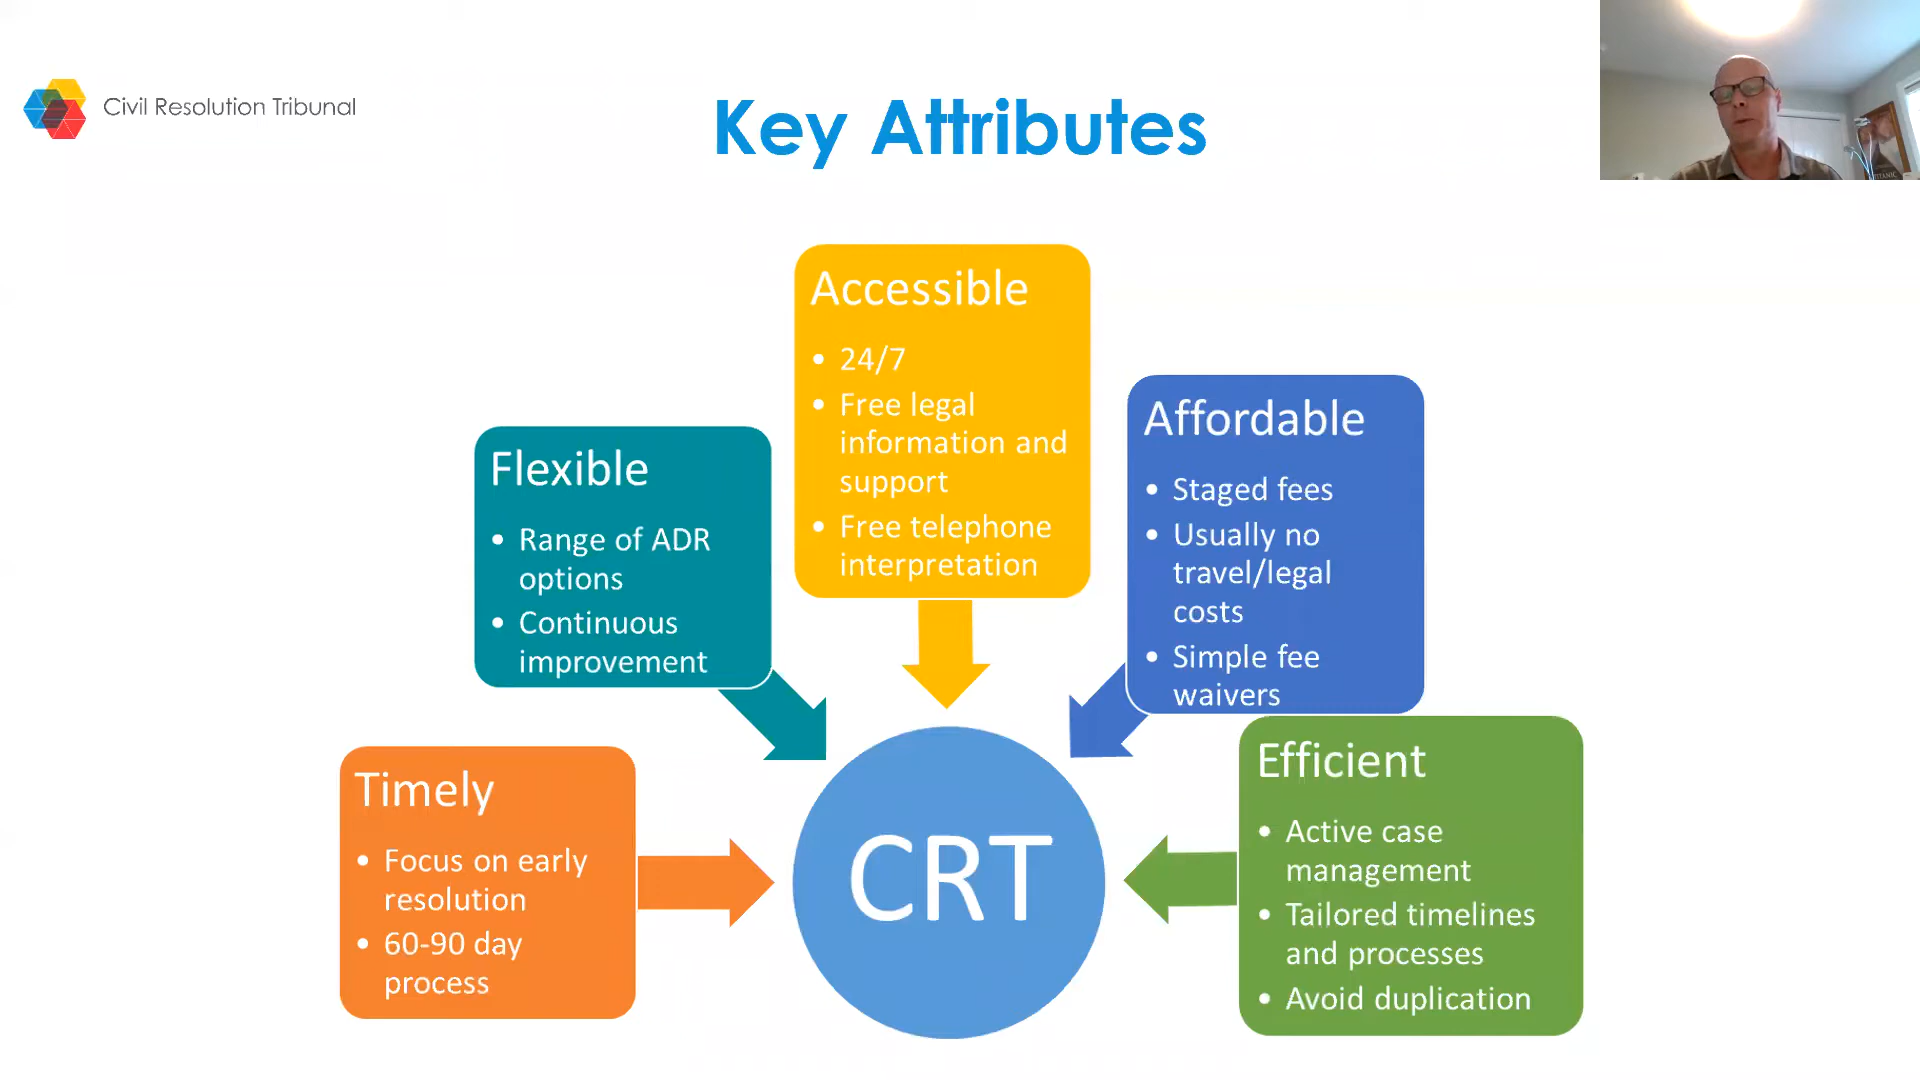 Civil Resolution Tribunal
Key Attributes
TITANIC
Accessible
• 24/7
• Free legal
information and
support
• Free telephone
interpretation
Affordable
• Staged fees
• Usually no
travel/legal
costs
• Simple fee
waivers
Flexible
• Range of ADR
options
• Continuous
improvement
Timely
• Focus on early
resolution
• 60-90 day
process
CRT
Efficient
• Active case
management
• Tailored timelines
and processes
• Avoid duplication